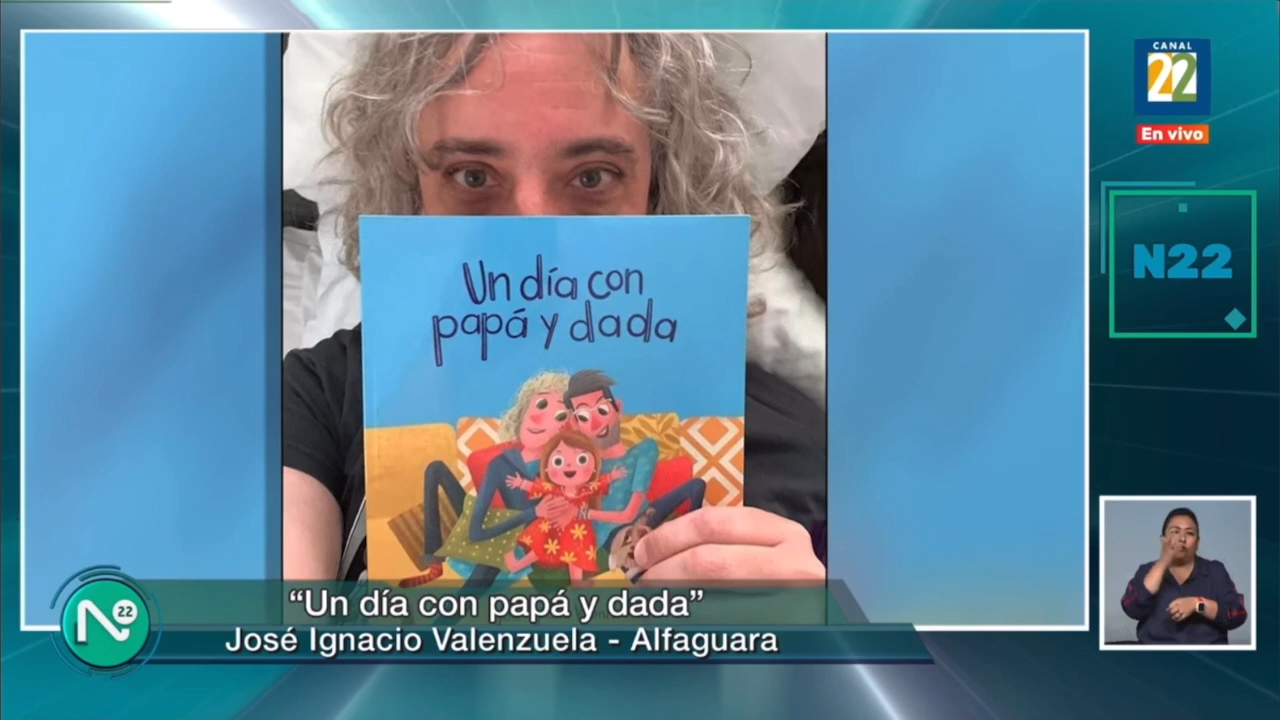 CANAL
22
En vivo
N22
Un día con
papá y dada
N 22
“Un día con papá y dada”
José Ignacio Valenzuela - Alfaguara